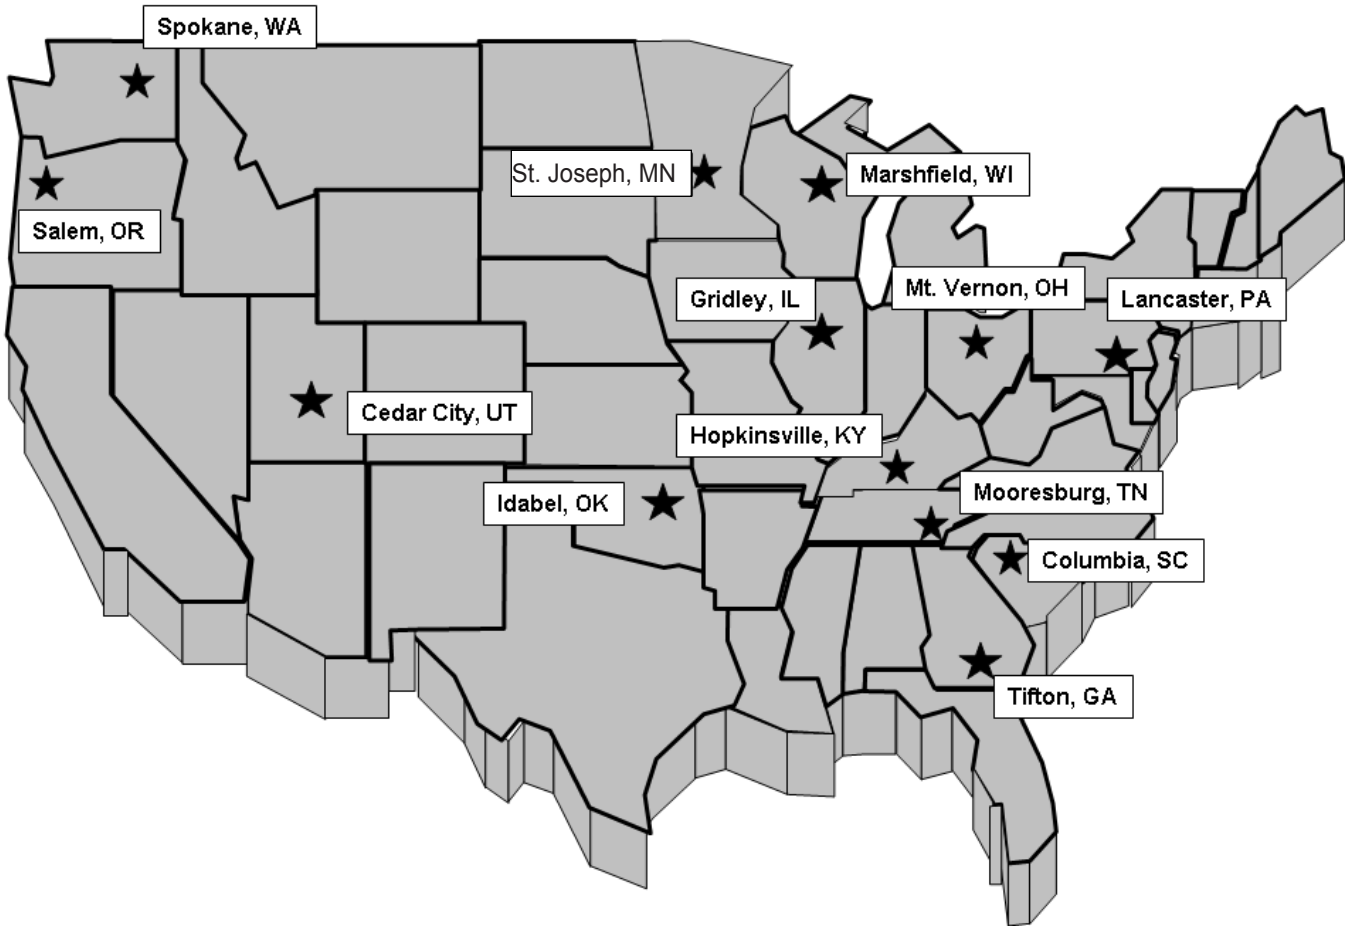 Spokane, WA
St. Joseph, MN
Marshfield, WI
Salem, OR
Gridley, IL
Mt. Vernon, OH
Lancaster, PA
Cedar City, UT
Hopkinsville, KY
Idabel, OK
Mooresburg, TN
Columbia, SC
Tifton, GA